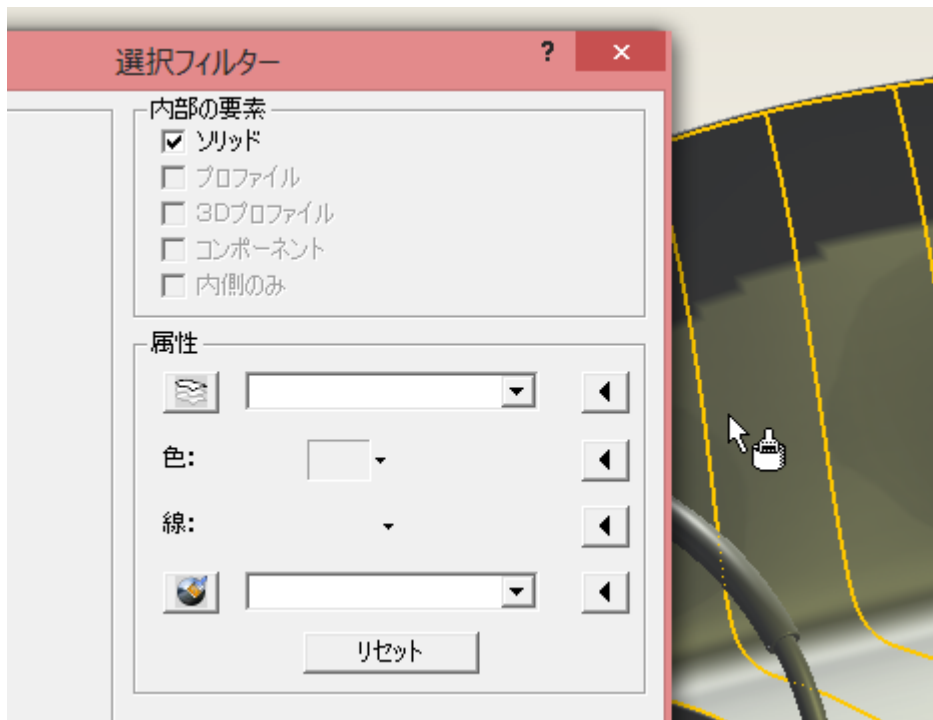 選択フィルター
?
×
内部の要素
ソリッド
プロファイル
3Dプロファイル
コンポーネント
内側のみ
属性
色:
線:
リセット